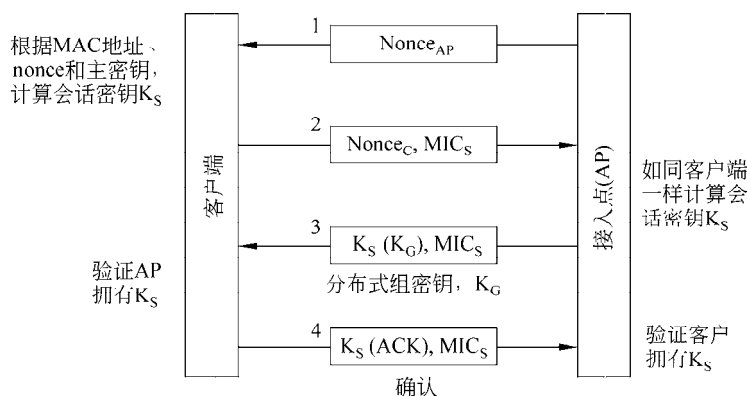 1
Nonce_AP
根据MAC地址、
nonce和主密钥,
计算会话密钥K_S
2
Nonce_C, MIC_S
客户端
接入点(AP)
如同客户端
一样计算会
话密钥K_S
3
K_S (K_G), MIC_S
分布式组密钥, K_G
验证AP
拥有K_S
4
K_S (ACK), MIC_S
确认
验证客户
拥有K_S